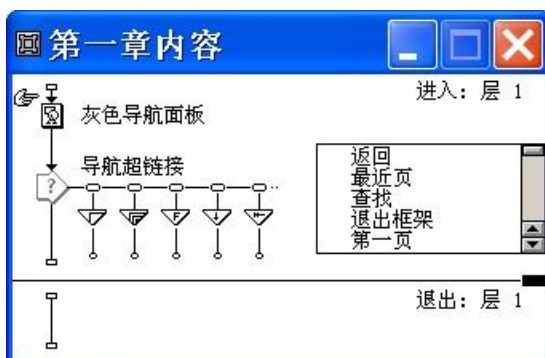 第一章内容
进入: 层 1
灰色导航面板
导航超链接
?
返回
最近页
查找
退出框架
第一页
退出: 层 1